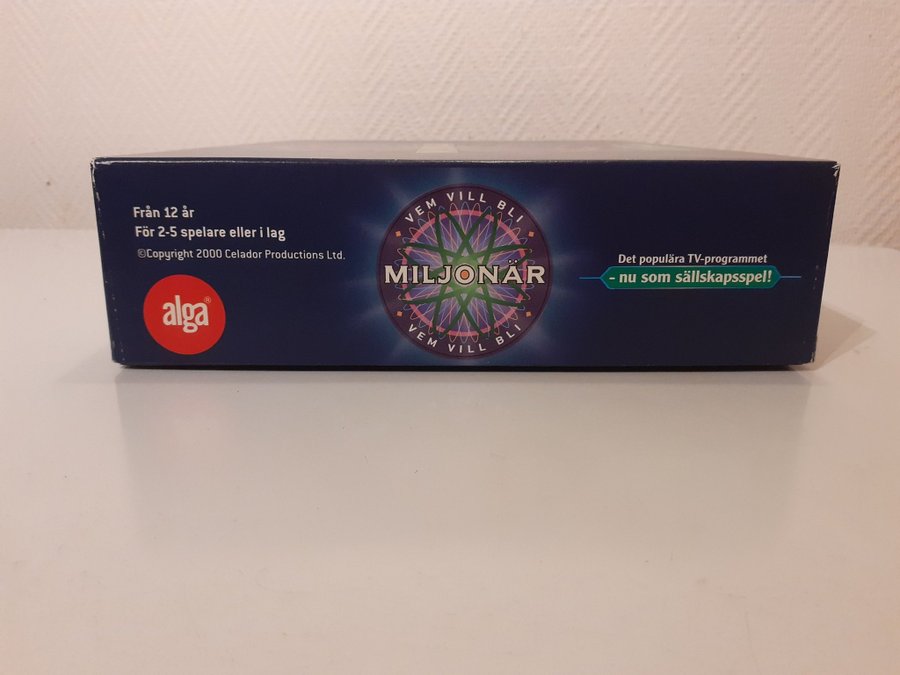 Från 12 år
För 2-5 spelare eller i lag
©Copyright 2000 Celador Productions Ltd.
alga®
VEM VILL BLI
MILJONÄR
VEM VILL BLI
Det populära TV-programmet
- nu som sällskapsspel!